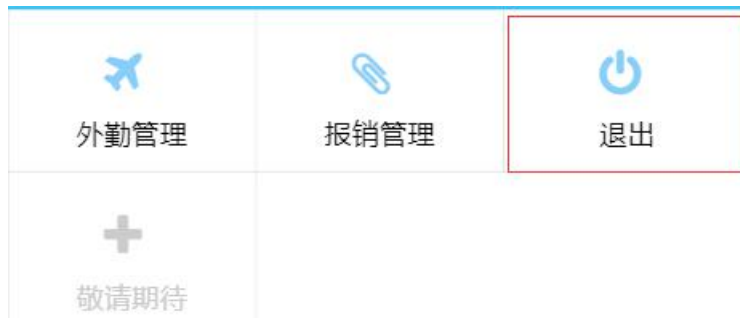 外勤管理
报销管理
退出
敬请期待